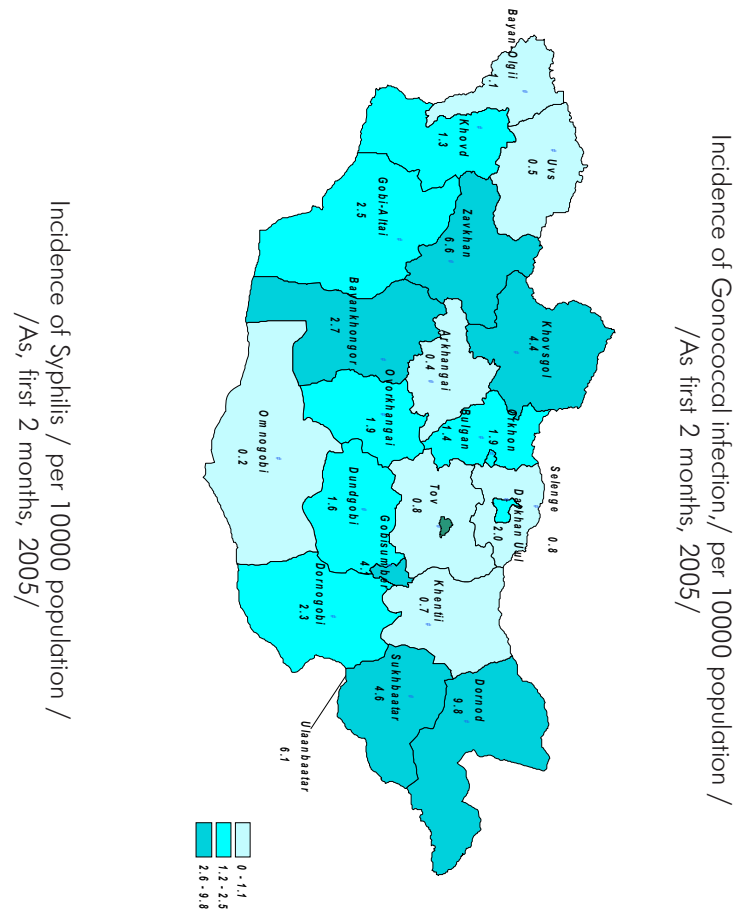 Incidence of Gonococcal infection,/ per 10000 population /
/As first 2 months, 2005/
Bayan-Olgii
1.1
Uvs
0.5
Khovd
1.3
Gobi-Altai
2.5
Zavkhan
6.6
Khovsgol
4.4
Bayankhongor
2.7
Arkhangai
0.4
Ovorkhangai
1.9
Bulgan
1.4
Orkhon
1.9
Selenge 0.8
Darkhan Uul
2.0
Tov
0.8
Omnogobi
0.2
Dundgobi
1.6
Gobisumber
4.1
Dornogobi
2.3
Khentii
0.7
Sukhbaatar
4.6
Dornod
9.8
Ulaanbaatar
6.1
0 - 1.1
1.2 - 2.5
2.6 - 9.8
Incidence of Syphilis / per 10000 population /
/As, first 2 months, 2005/